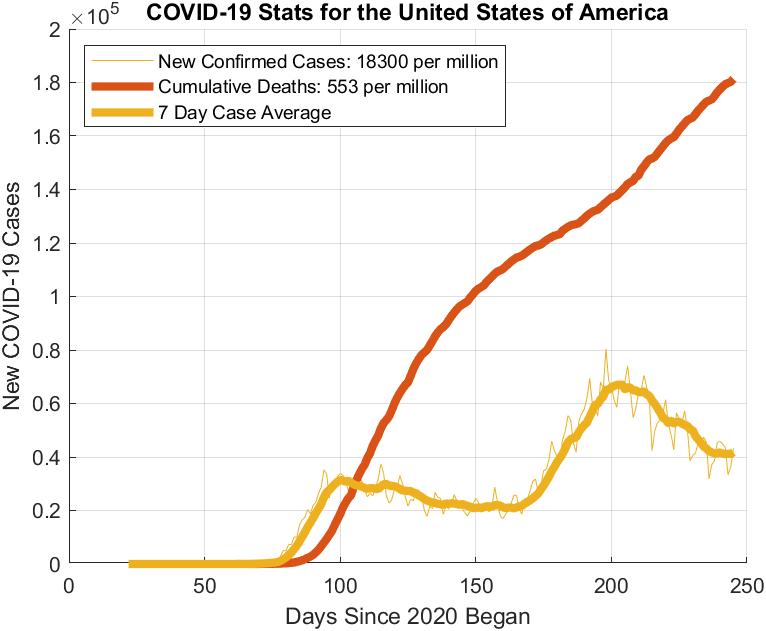 COVID-19 Stats for the United States of America
×10⁵
New Confirmed Cases: 18300 per million
Cumulative Deaths: 553 per million
7 Day Case Average
New COVID-19 Cases
2
1.8
1.6
1.4
1.2
1
0.8
0.6
0.4
0.2
0
0 50 100 150 200 250
Days Since 2020 Began